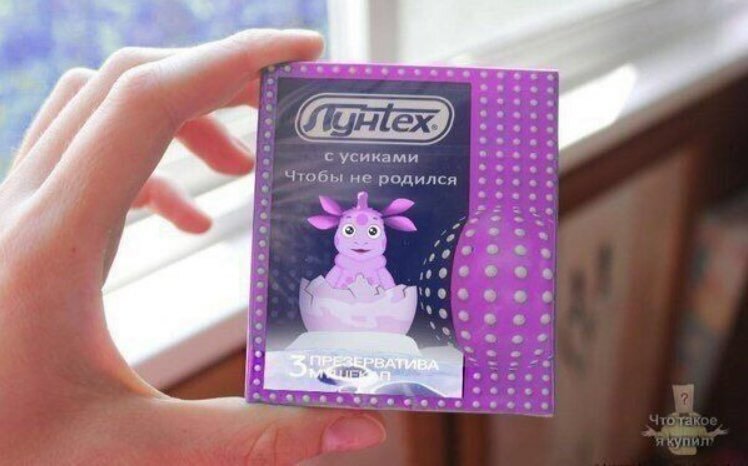 Лунtex
с усиками
Чтобы не родился
3 ПРЕЗЕРВАТИВА
Что такое
я купил?